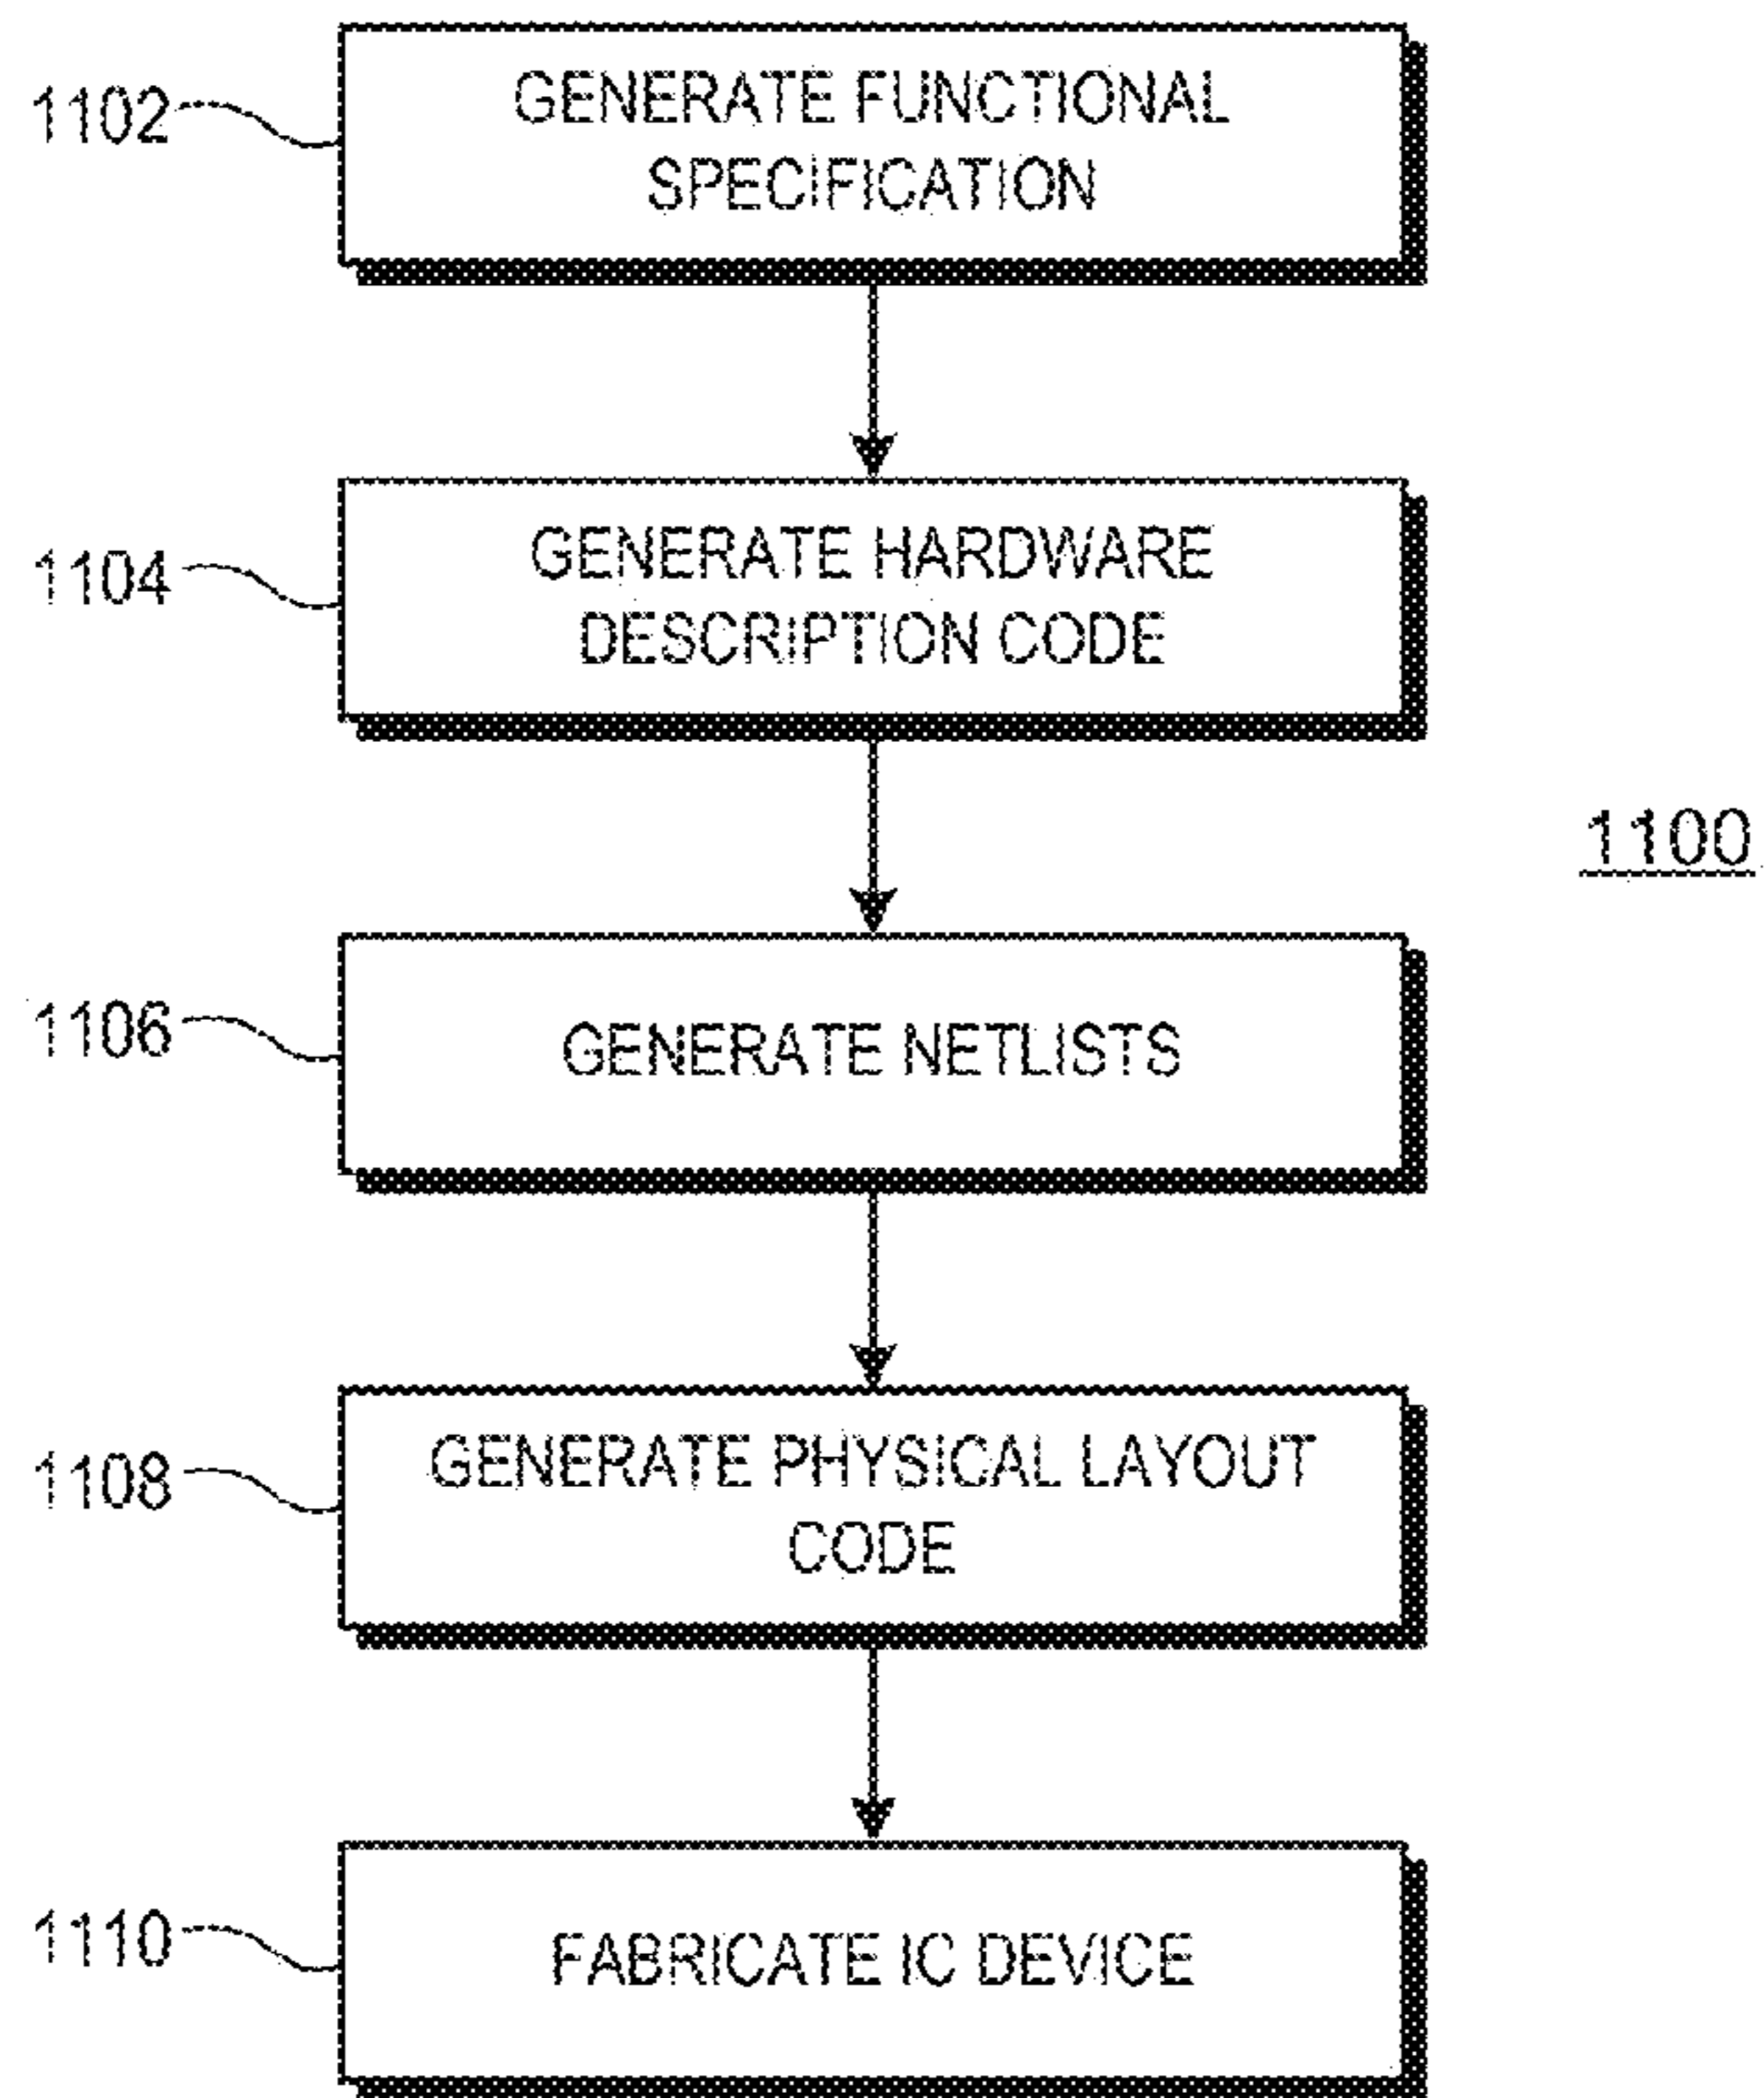 1102
GENERATE FUNCTIONAL
SPECIFICATION
1104
GENERATE HARDWARE
DESCRIPTION CODE
1100
1106
GENERATE NETLISTS
1108
GENERATE PHYSICAL LAYOUT
CODE
1110
FABRICATE IC DEVICE